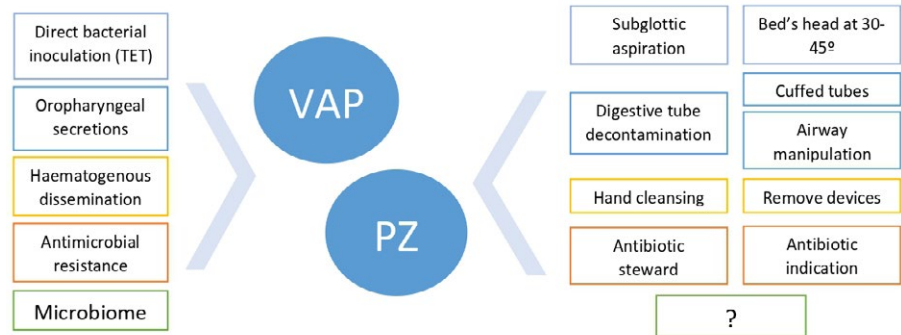 Direct bacterial
inoculation (TET)
Oropharyngeal
secretions
Haematogenous
dissemination
Antimicrobial
resistance
Microbiome
VAP
PZ
Subglottic
aspiration
Bed's head at 30-
45º
Digestive tube
decontamination
Cuffed tubes
Airway
manipulation
Hand cleansing
Remove devices
Antibiotic
steward
Antibiotic
indication
?